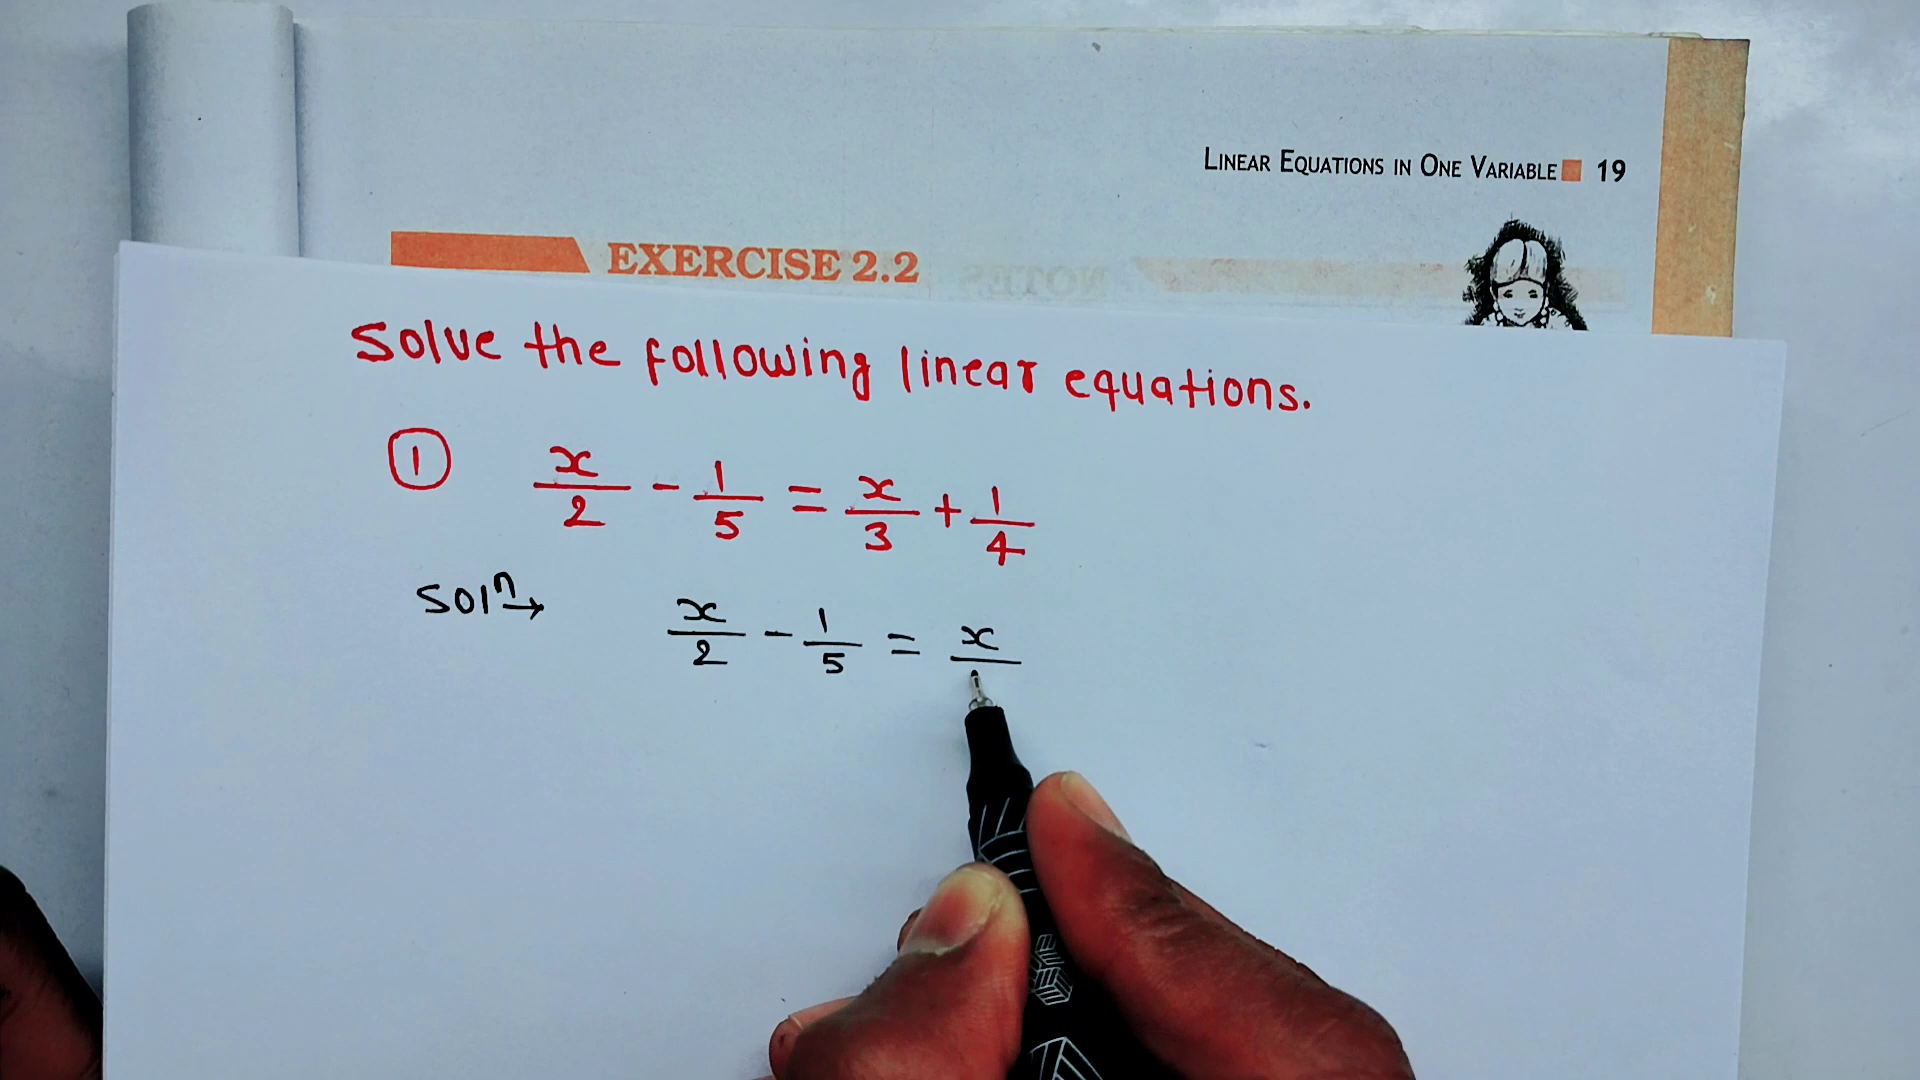 LINEAR EQUATIONS IN ONE VARIABLE 19
EXERCISE 2.2
NOTES
Solve the following linear equations.
① x/2 - 1/5 = x/3 + 1/4
Solⁿ→ x/2 - 1/5 = x/